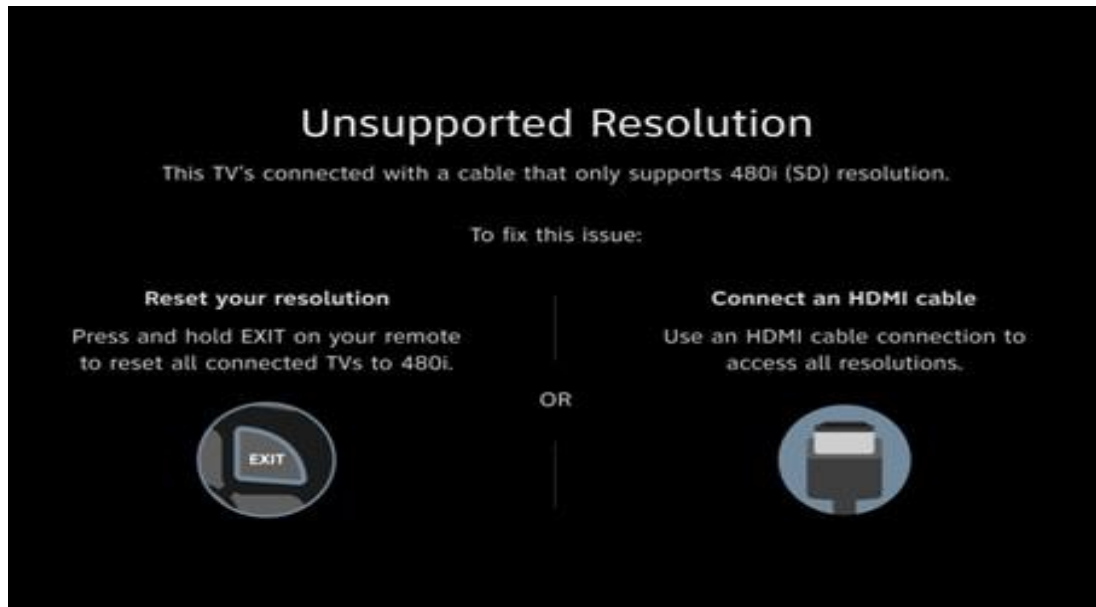 Unsupported Resolution
This TV's connected with a cable that only supports 480i (SD) resolution.
To fix this issue:
Reset your resolution
Press and hold EXIT on your remote
to reset all connected TVs to 480i.
EXIT
OR
Connect an HDMI cable
Use an HDMI cable connection to
access all resolutions.